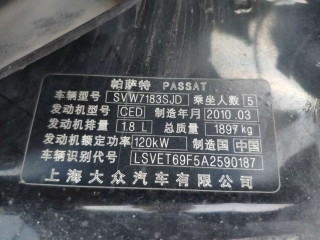 帕萨特 PASSAT
车辆型号 SVW7183SJD 乘坐人数 5
发动机型号 CED 制造年月 2010.03
发动机排量 1.8 L 总质量 1897 kg
发动机额定功率 120kW 制造国 中国
车辆识别代号 LSVET69F5A2590187
上海大众汽车有限公司